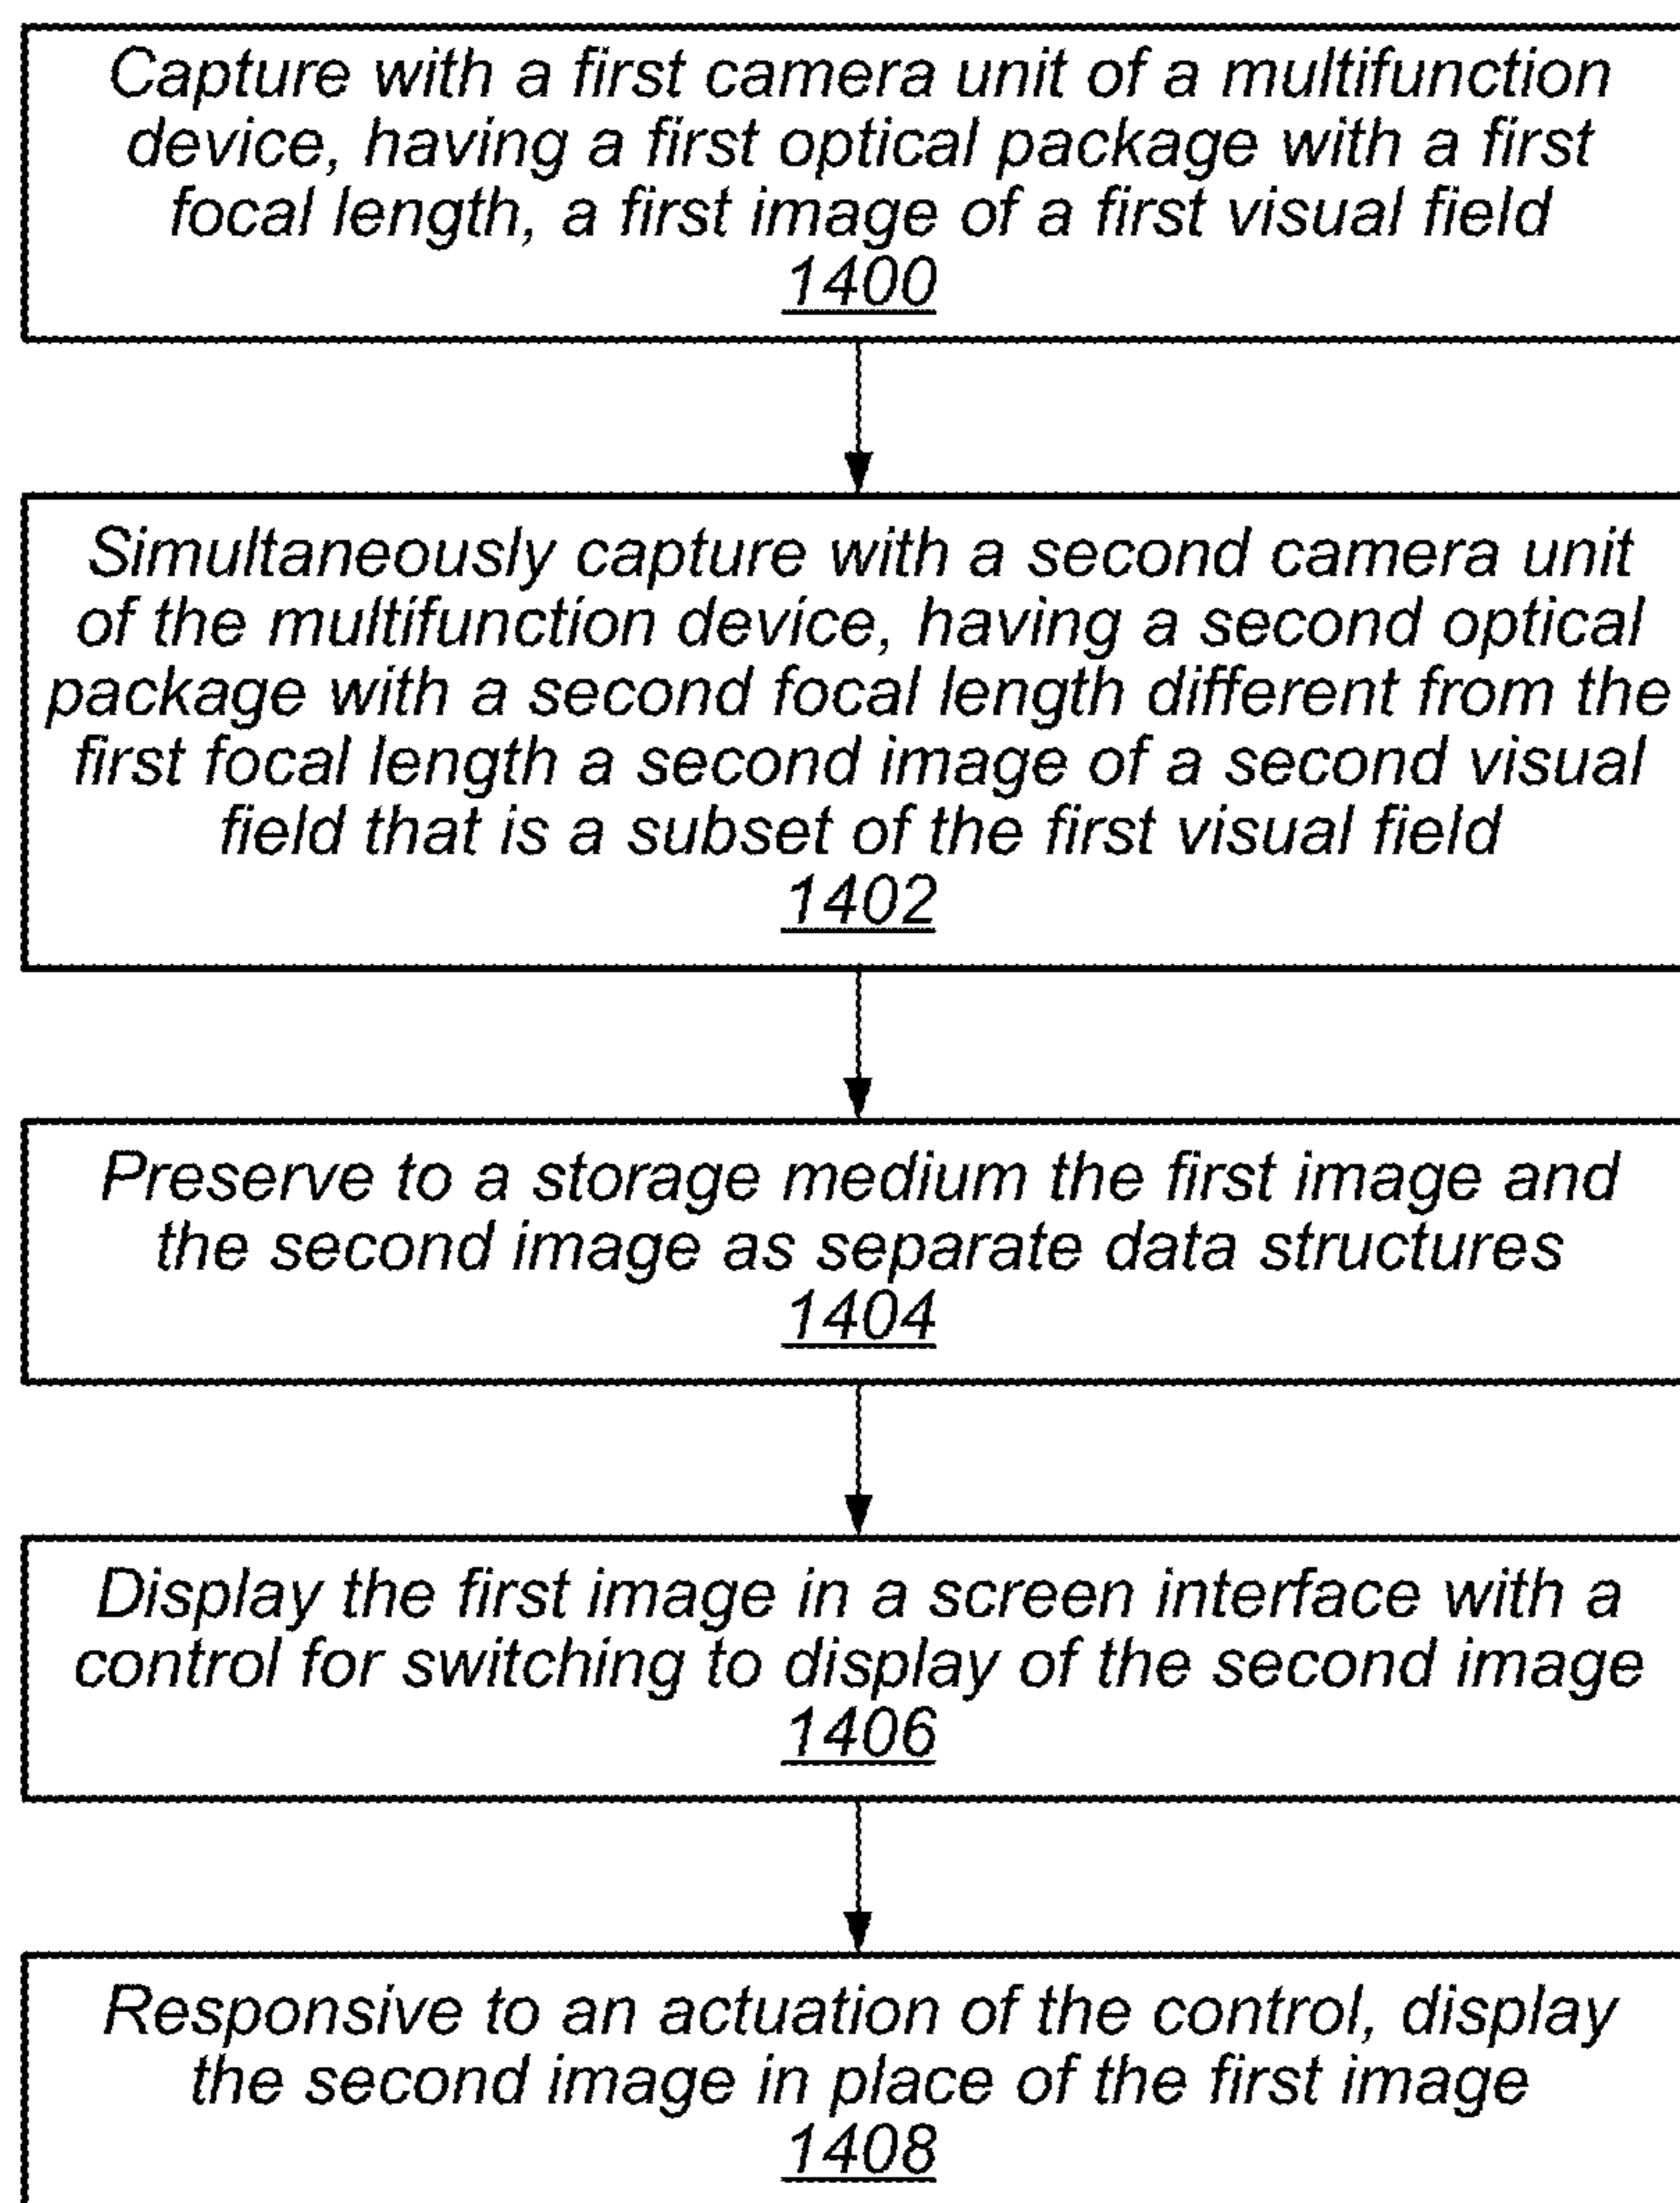 Capture with a first camera unit of a multifunction
device, having a first optical package with a first
focal length, a first image of a first visual field
1400
Simultaneously capture with a second camera unit
of the multifunction device, having a second optical
package with a second focal length different from the
first focal length a second image of a second visual
field that is a subset of the first visual field
1402
Preserve to a storage medium the first image and
the second image as separate data structures
1404
Display the first image in a screen interface with a
control for switching to display of the second image
1406
Responsive to an actuation of the control, display
the second image in place of the first image
1408